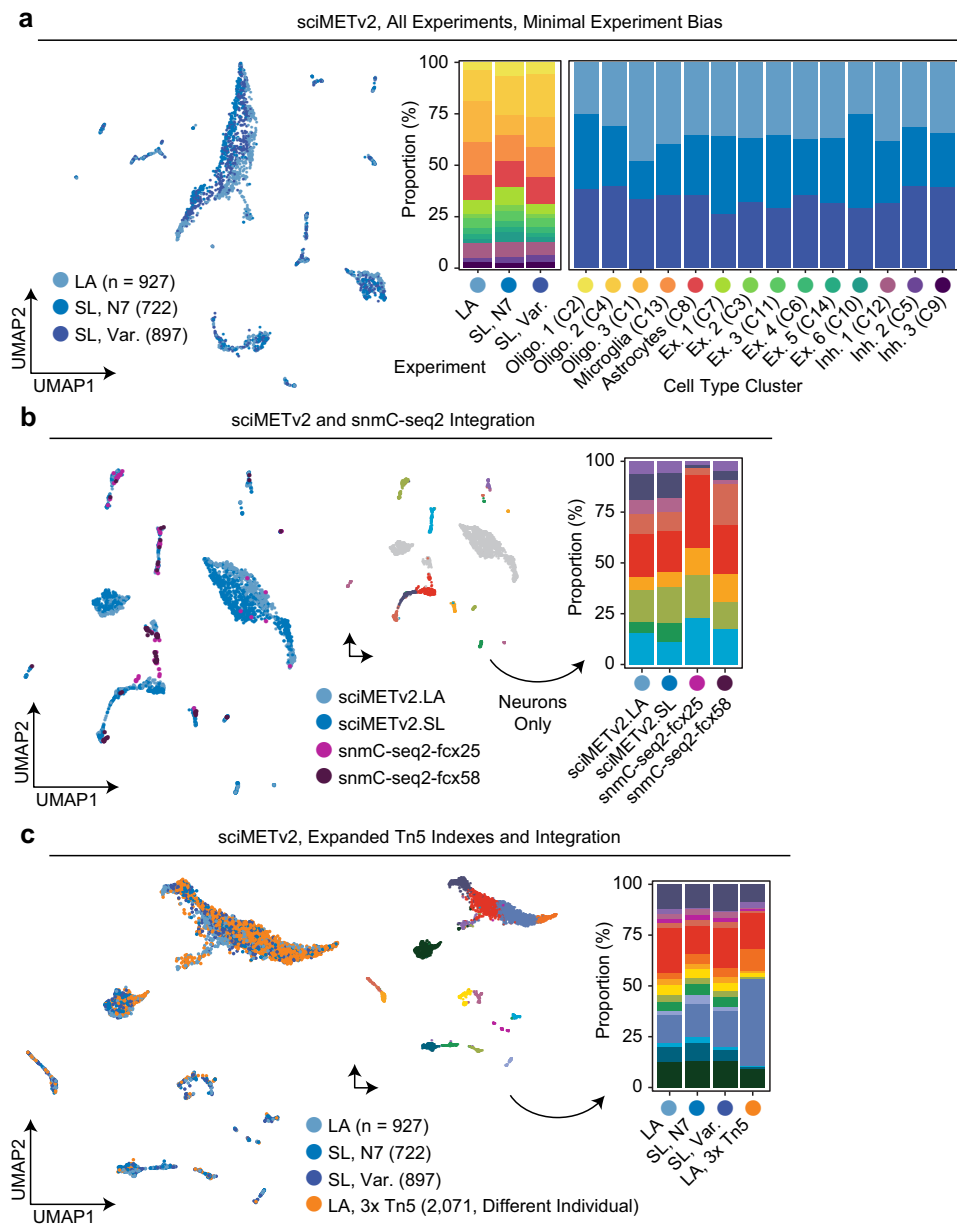 a
sciMETv2, All Experiments, Minimal Experiment Bias
LA (n = 927)
SL, N7 (722)
SL, Var. (897)
UMAP2
UMAP1
Proportion (%)
100
75
50
25
0
LA
SL, N7
SL, Var.
Experiment
Oligo. 1 (C2)
Oligo. 2 (C4)
Oligo. 3 (C1)
Microglia (C13)
Astrocytes (C8)
Ex. 1 (C7)
Ex. 2 (C3)
Ex. 3 (C11)
Ex. 4 (C6)
Ex. 5 (C14)
Ex. 6 (C10)
Inh. 1 (C12)
Inh. 2 (C5)
Inh. 3 (C9)
Cell Type Cluster
b
sciMETv2 and snmC-seq2 Integration
UMAP2
UMAP1
sciMETv2.LA
sciMETv2.SL
snmC-seq2-fcx25
snmC-seq2-fcx58
Neurons
Only
Proportion (%)
100
75
50
25
0
sciMETv2.LA
sciMETv2.SL
snmC-seq2-fcx25
snmC-seq2-fcx58
c
sciMETv2, Expanded Tn5 Indexes and Integration
UMAP2
UMAP1
LA (n = 927)
SL, N7 (722)
SL, Var. (897)
LA, 3x Tn5 (2,071, Different Individual)
Proportion (%)
100
75
50
25
0
LA
SL, N7
SL, Var.
LA, 3x Tn5